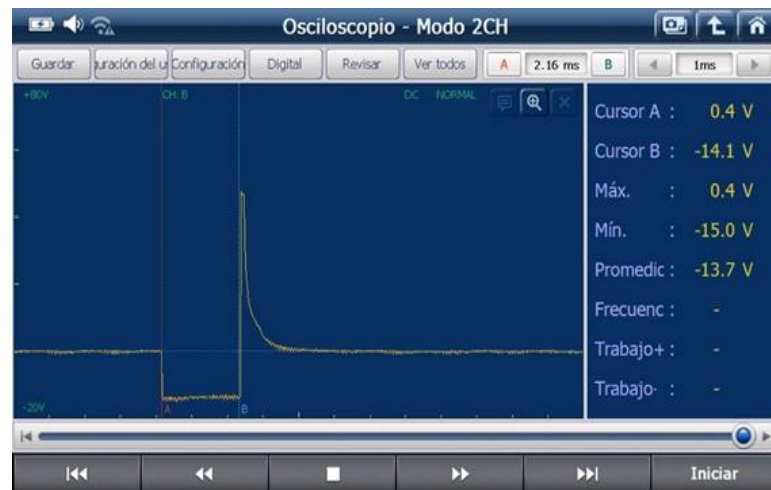 Osciloscopio - Modo 2CH
Guardar uración del u Configuración Digital Revisar Ver todos A 2.16 ms B 1ms
+80V CH. B DC NORMAL
Cursor A : 0.4 V
Cursor B : -14.1 V
Máx. : 0.4 V
Mín. : -15.0 V
Promedic : -13.7 V
Frecuenc : -
Trabajo+ : -
Trabajo- : -
-20V A B
Iniciar